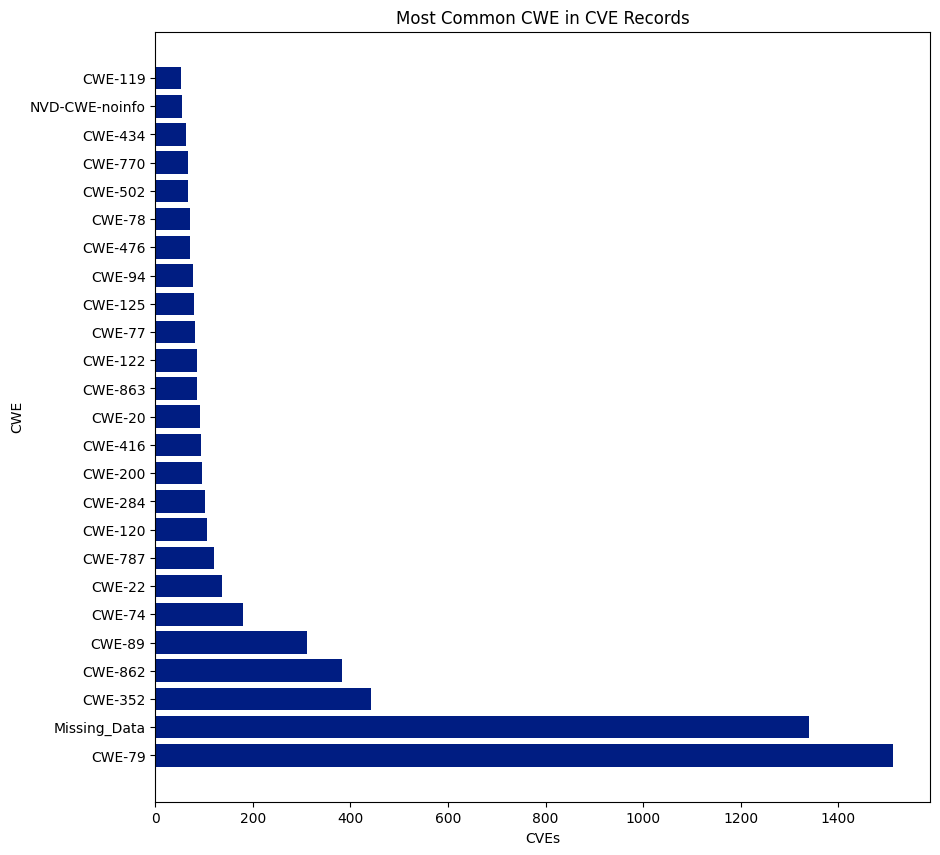 Most Common CWE in CVE Records
CWE-119
NVD-CWE-noinfo
CWE-434
CWE-770
CWE-502
CWE-78
CWE-476
CWE-94
CWE-125
CWE-77
CWE-122
CWE-863
CWE-20
CWE-416
CWE-200
CWE-284
CWE-120
CWE-787
CWE-22
CWE-74
CWE-89
CWE-862
CWE-352
Missing_Data
CWE-79
CWE
0 200 400 600 800 1000 1200 1400
CVEs